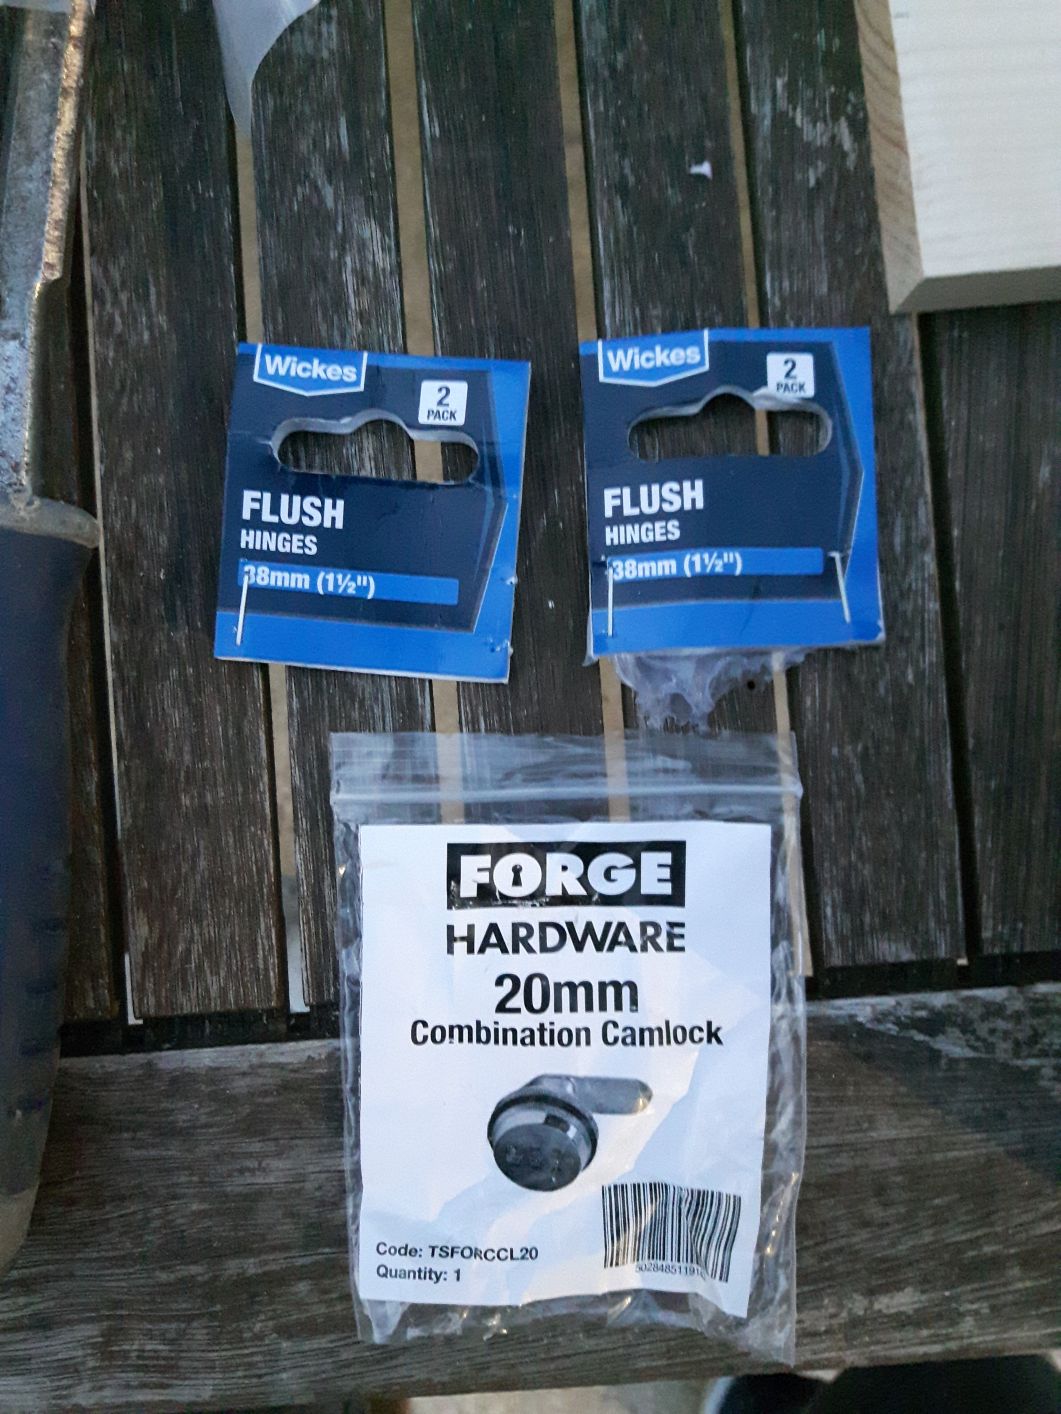 Wickes
2
PACK
FLUSH
HINGES
38mm (1½")
Wickes
2
PACK
FLUSH
HINGES
38mm (1½")
FORGE
HARDWARE
20mm
Combination Camlock
Code: TSFORCCL20
Quantity: 1